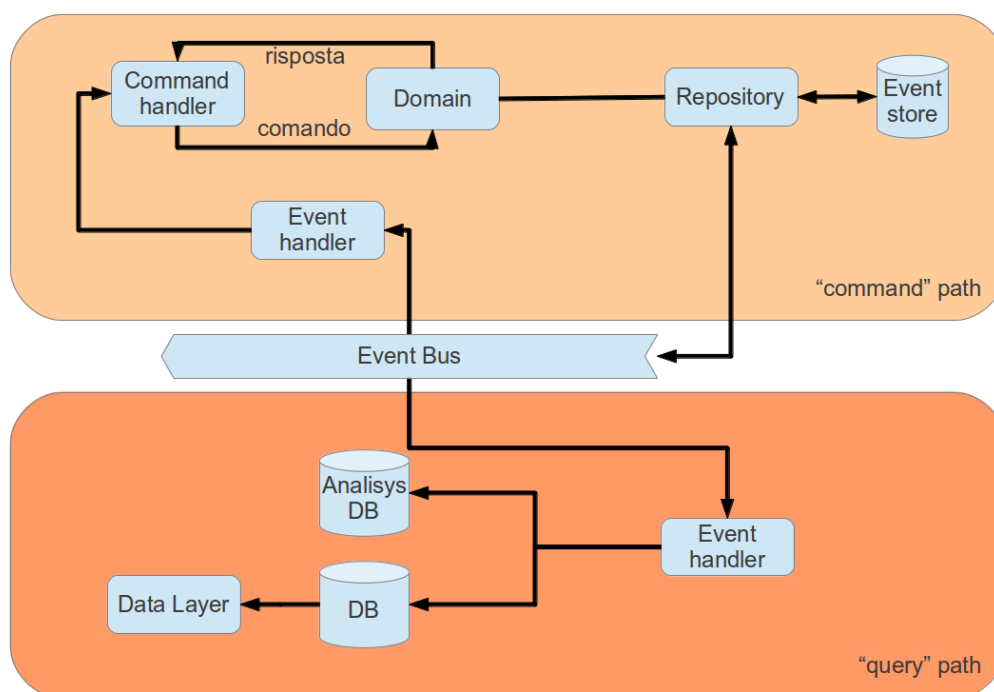 risposta
Command
handler
Domain
Repository
Event
store
comando
Event
handler
“command” path
Event Bus
Analisys
DB
Event
handler
Data Layer
DB
“query” path